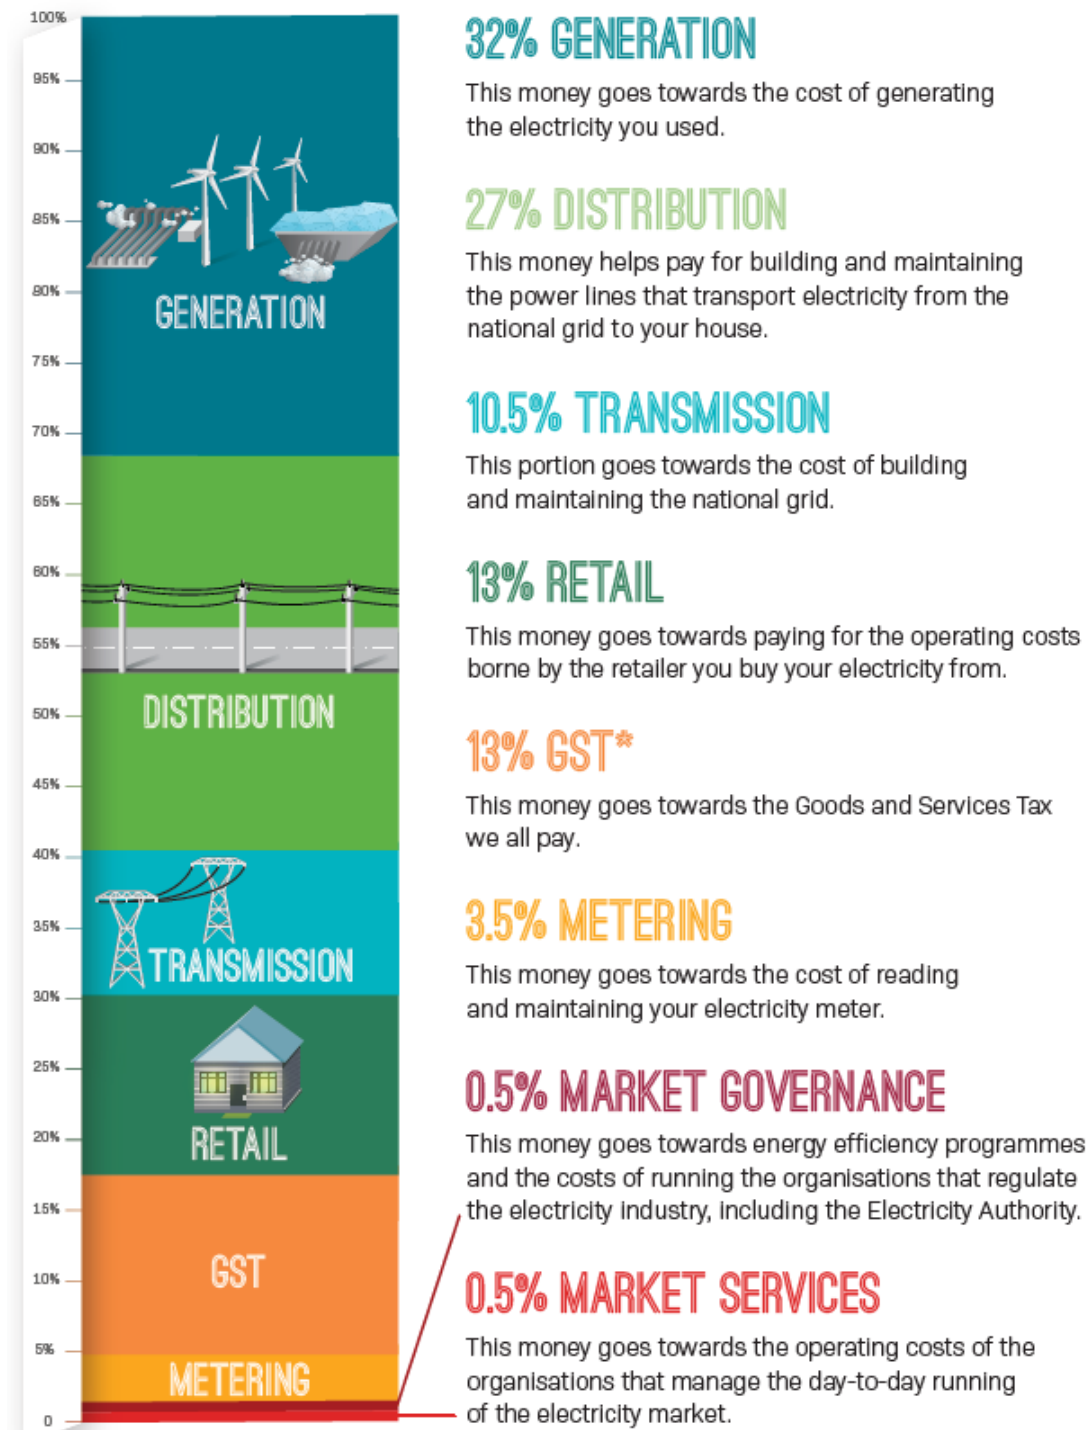 100%
95%
90%
85%
80%
75%
70%
65%
60%
55%
50%
45%
40%
35%
30%
25%
20%
15%
10%
5%
0
GENERATION
DISTRIBUTION
TRANSMISSION
RETAIL
GST
METERING
32% GENERATION
This money goes towards the cost of generating
the electricity you used.
27% DISTRIBUTION
This money helps pay for building and maintaining
the power lines that transport electricity from the
national grid to your house.
10.5% TRANSMISSION
This portion goes towards the cost of building
and maintaining the national grid.
13% RETAIL
This money goes towards paying for the operating costs
borne by the retailer you buy your electricity from.
13% GST*
This money goes towards the Goods and Services Tax
we all pay.
3.5% METERING
This money goes towards the cost of reading
and maintaining your electricity meter.
0.5% MARKET GOVERNANCE
This money goes towards energy efficiency programmes
and the costs of running the organisations that regulate
the electricity industry, including the Electricity Authority.
0.5% MARKET SERVICES
This money goes towards the operating costs of the
organisations that manage the day-to-day running
of the electricity market.